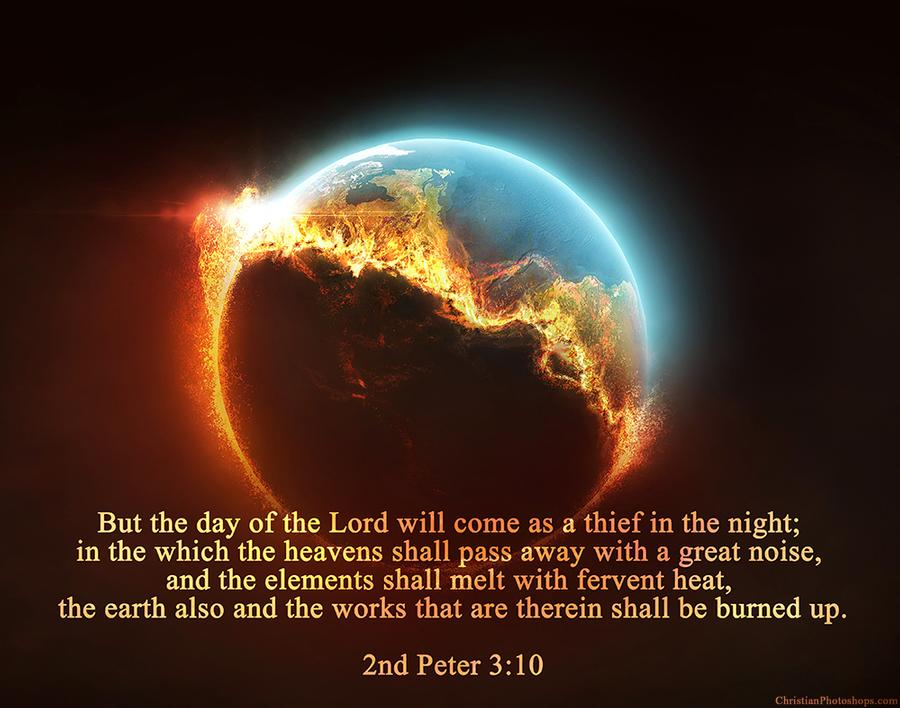 But the day of the Lord will come as a thief in the night;
in the which the heavens shall pass away with a great noise,
and the elements shall melt with fervent heat,
the earth also and the works that are therein shall be burned up.
2nd Peter 3:10
ChristianPhotoshops.com